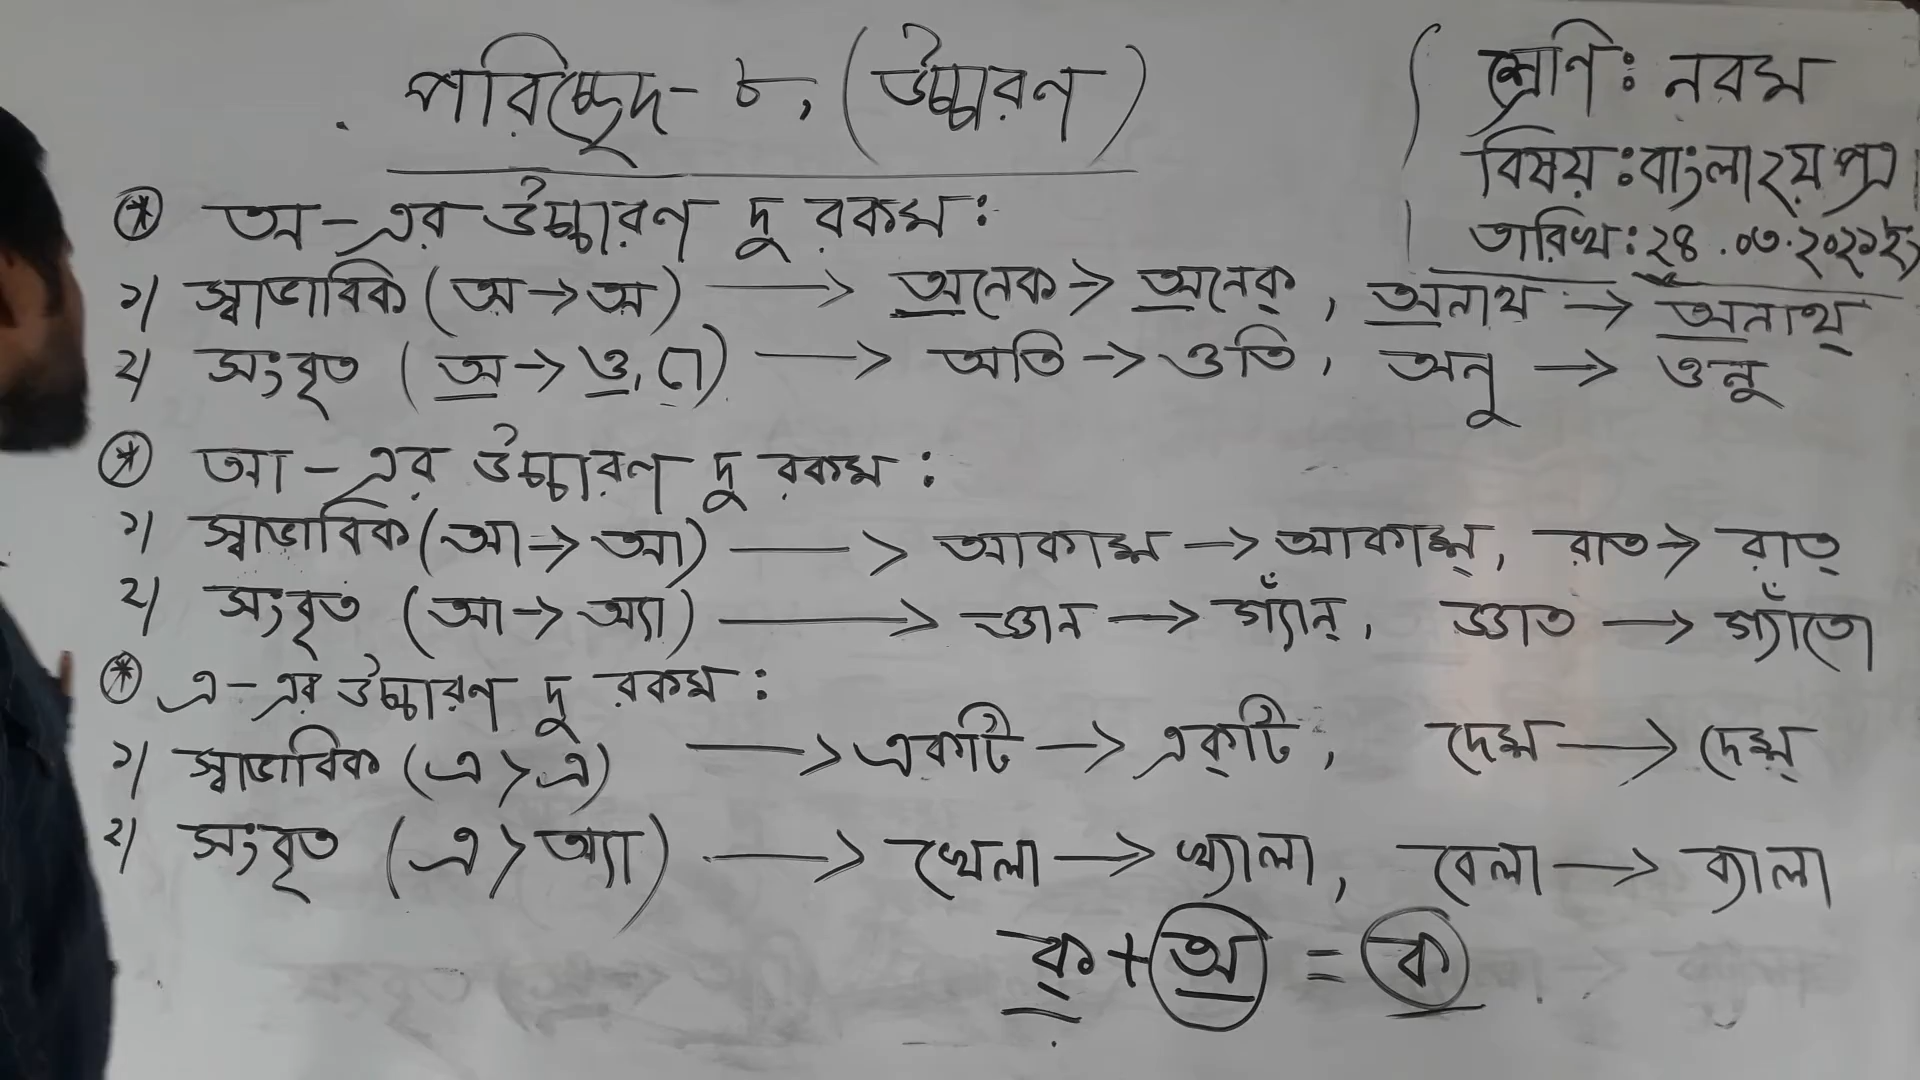 পরিচ্ছেদ- ৮, (উচ্চারণ)
শ্রেণি: নবম
বিষয়: বাংলা ২য় পত্র
তারিখ: ২৪.০৩.২০২১ইং
* অ-এর উচ্চারণ দু রকম:
১) স্বাভাবিক (অ → অ) → অনেক → অনেক্, অনাথ → অনাথ্
২) সংবৃত (অ → ও, ো) → অতি → ওতি, অনু → ওনু
* আ-এর উচ্চারণ দু রকম:
১) স্বাভাবিক (আ → আ) → আকাশ → আকাশ্, রাত → রাত্
২) সংবৃত (আ → অ্যা) → জ্ঞান → গ্যাঁন্, জ্ঞাত → গ্যাঁতো
* এ-এর উচ্চারণ দু রকম:
১) স্বাভাবিক (এ > এ) → একটি → এক্‌টি, দেশ → দেশ্
২) সংবৃত (এ > অ্যা) → খেলা → খ্যালা, বেলা → ব্যালা
ক্ + অ = ক